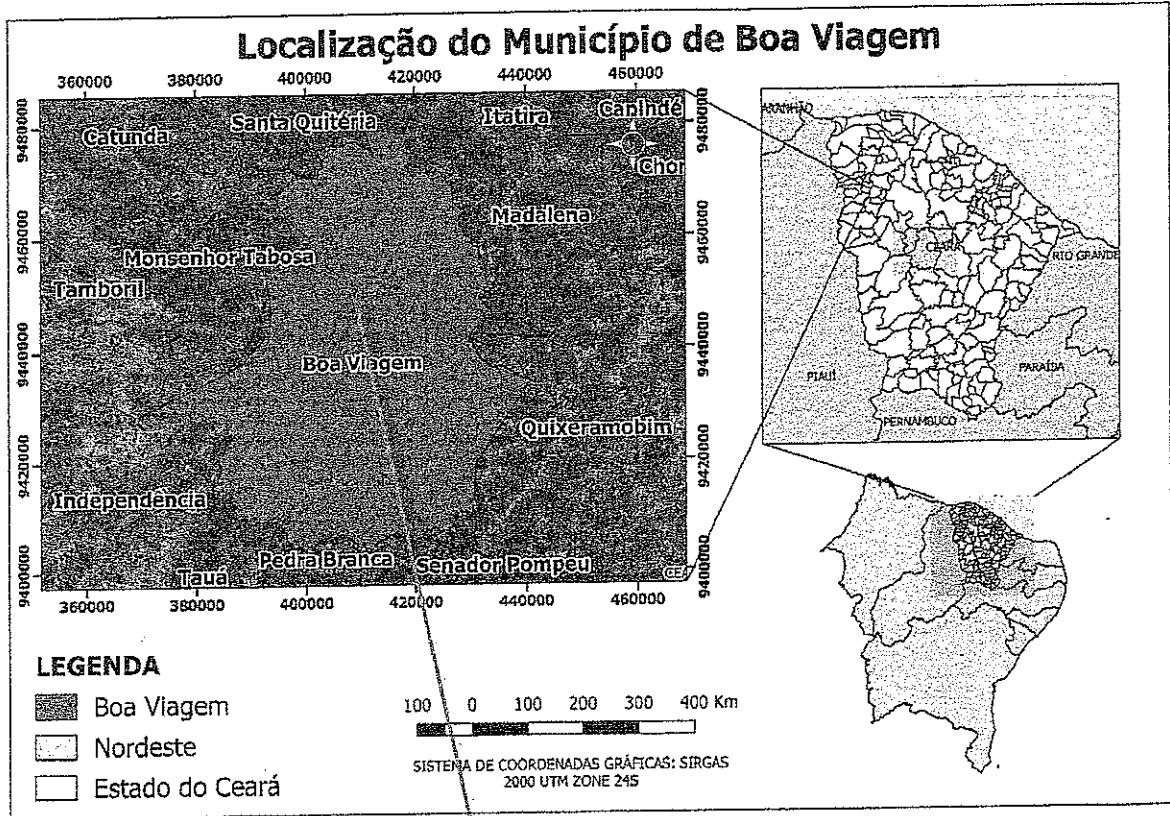 Localização do Município de Boa Viagem
360000 380000 400000 420000 440000 460000
9480000 9460000 9440000 9420000 9400000
Catunda
Santa Quitéria
Itatira
Canindé
Chor
Madalena
Monsenhor Tabosa
Tamboril
Boa Viagem
Quixeramobim
Independência
Pedra Branca
Senador Pompeu
Tauá
9480000 9460000 9440000 9420000 9400000
360000 380000 400000 420000 440000 460000
ARANHÃO
CEARÁ
RIO GRANDE
PIAUÍ
PARAÍBA
PERNAMBUCO
LEGENDA
Boa Viagem
Nordeste
Estado do Ceará
100 0 100 200 300 400 Km
SISTEMA DE COORDENADAS GRÁFICAS: SIRGAS
2000 UTM ZONE 24S